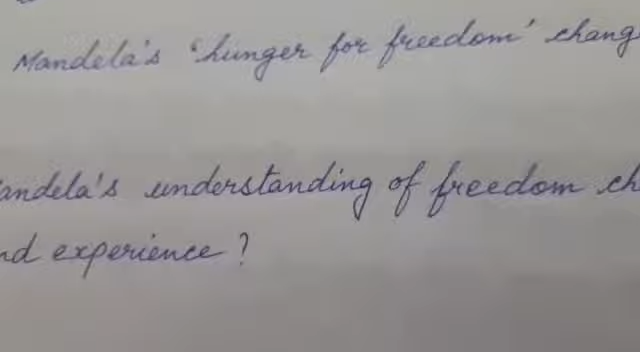 Mandela's 'hunger for freedom' chang
andela's understanding of freedom ch
nd experience?